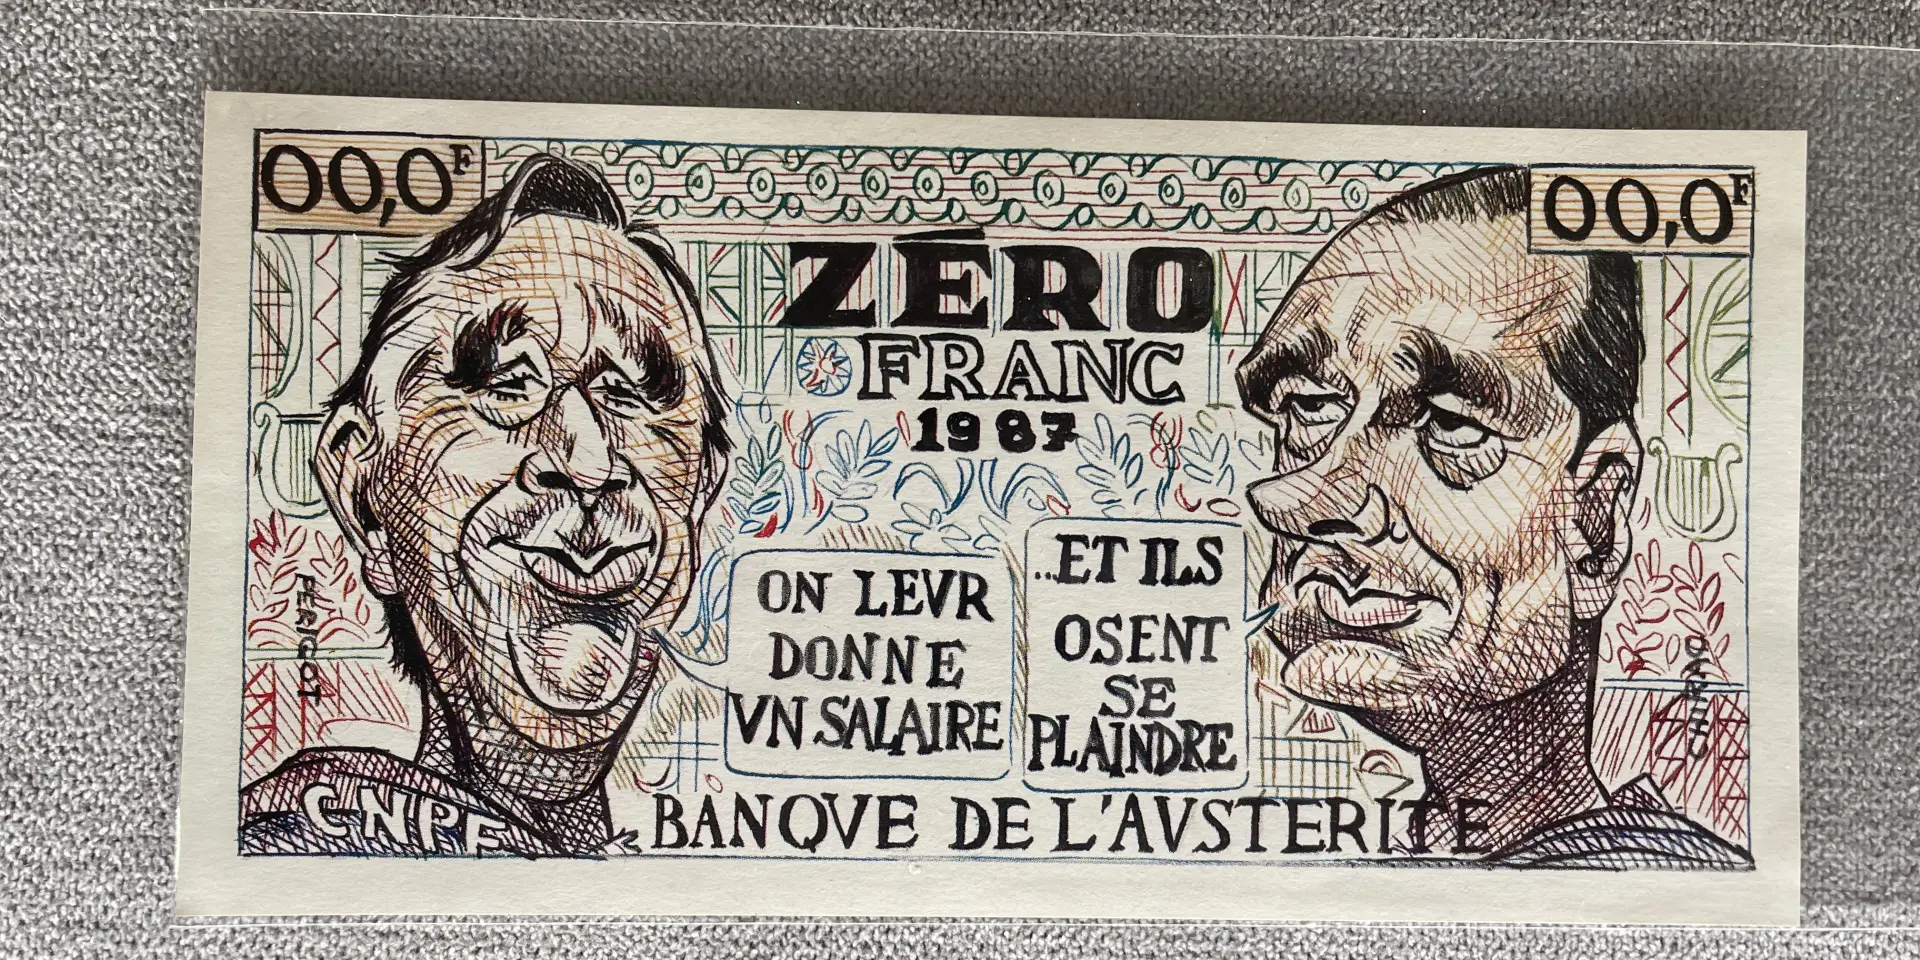 00,0F
00,0F
ZÉRO
FRANC
1987
ON LEVR
DONNE
VN SALAIRE
...ET ILS
OSENT
SE
PLAINDRE
PERIGOT
CHIRAC
CNPF
BANQVE DE L'AVSTERITE